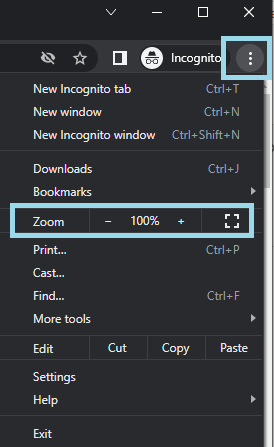 Incognito
New Incognito tab Ctrl+T
New window Ctrl+N
New Incognito window Ctrl+Shift+N
Downloads Ctrl+J
Bookmarks
Zoom − 100% +
Print... Ctrl+P
Cast...
Find... Ctrl+F
More tools
Edit Cut Copy Paste
Settings
Help
Exit